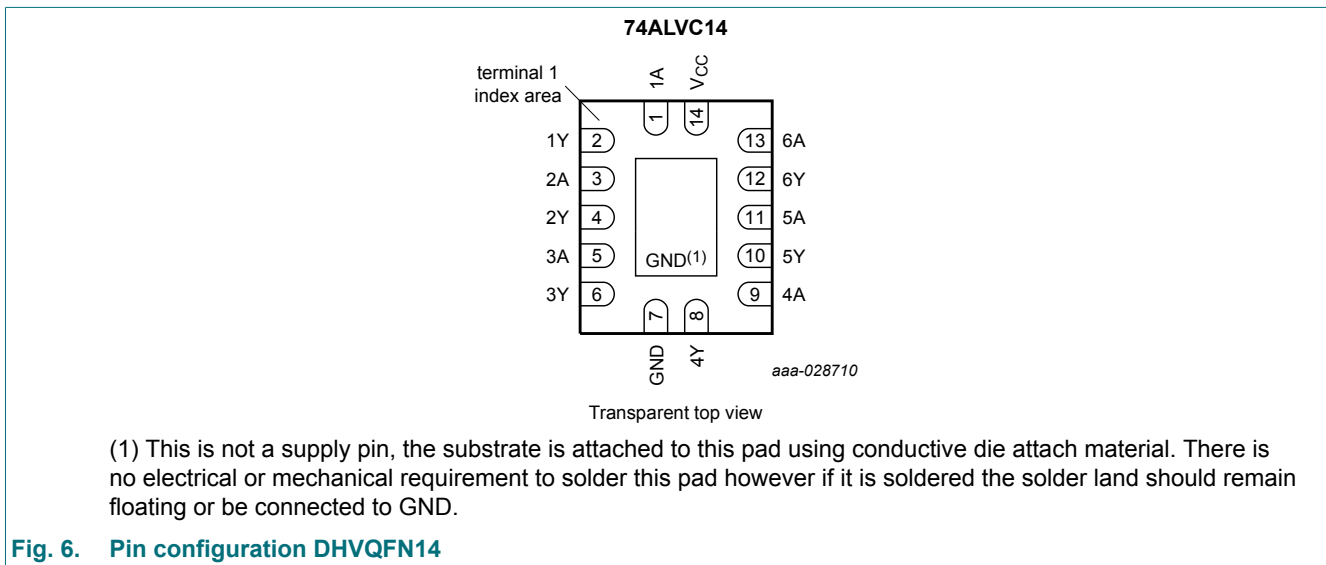 74ALVC14
terminal 1
index area
1A
VCC
1
14
1Y 2
13 6A
2A 3
12 6Y
2Y 4
11 5A
3A 5
GND(1)
10 5Y
3Y 6
9 4A
7
8
GND
4Y
aaa-028710
Transparent top view
(1) This is not a supply pin, the substrate is attached to this pad using conductive die attach material. There is
no electrical or mechanical requirement to solder this pad however if it is soldered the solder land should remain
floating or be connected to GND.
Fig. 6. Pin configuration DHVQFN14